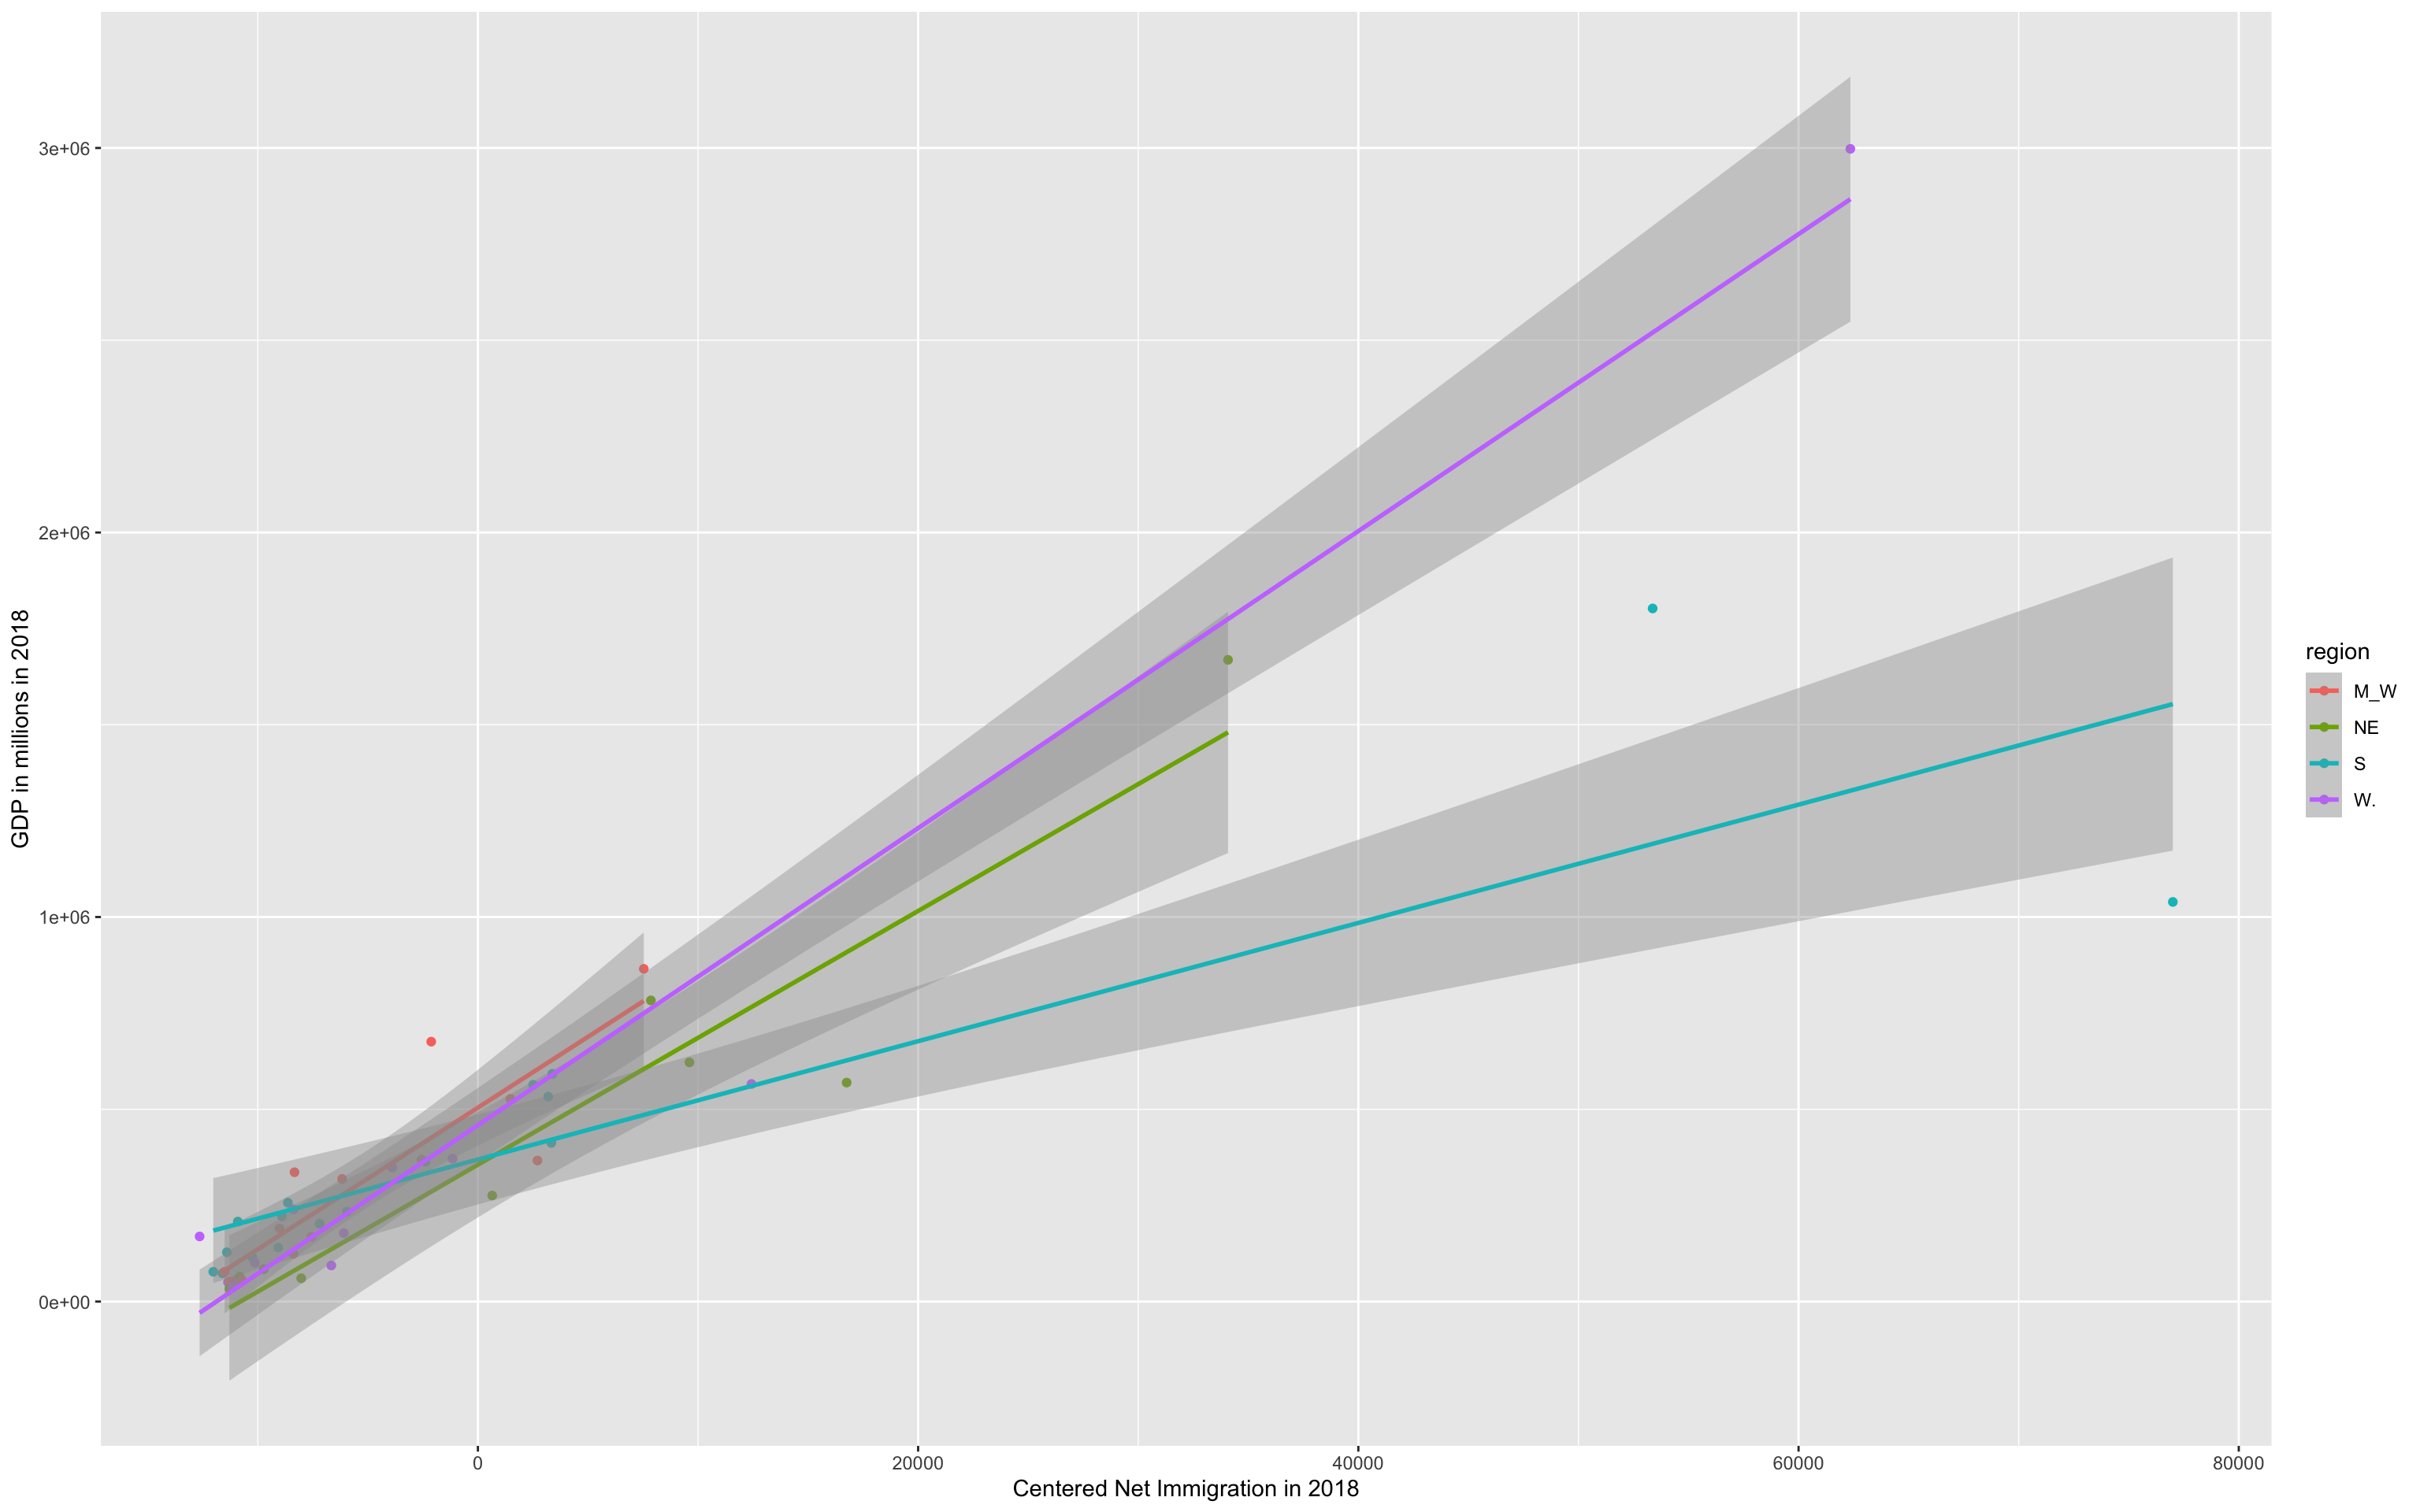 3e+06
2e+06
1e+06
0e+00
GDP in millions in 2018
0
20000
40000
60000
80000
Centered Net Immigration in 2018
region
M_W
NE
S
W.